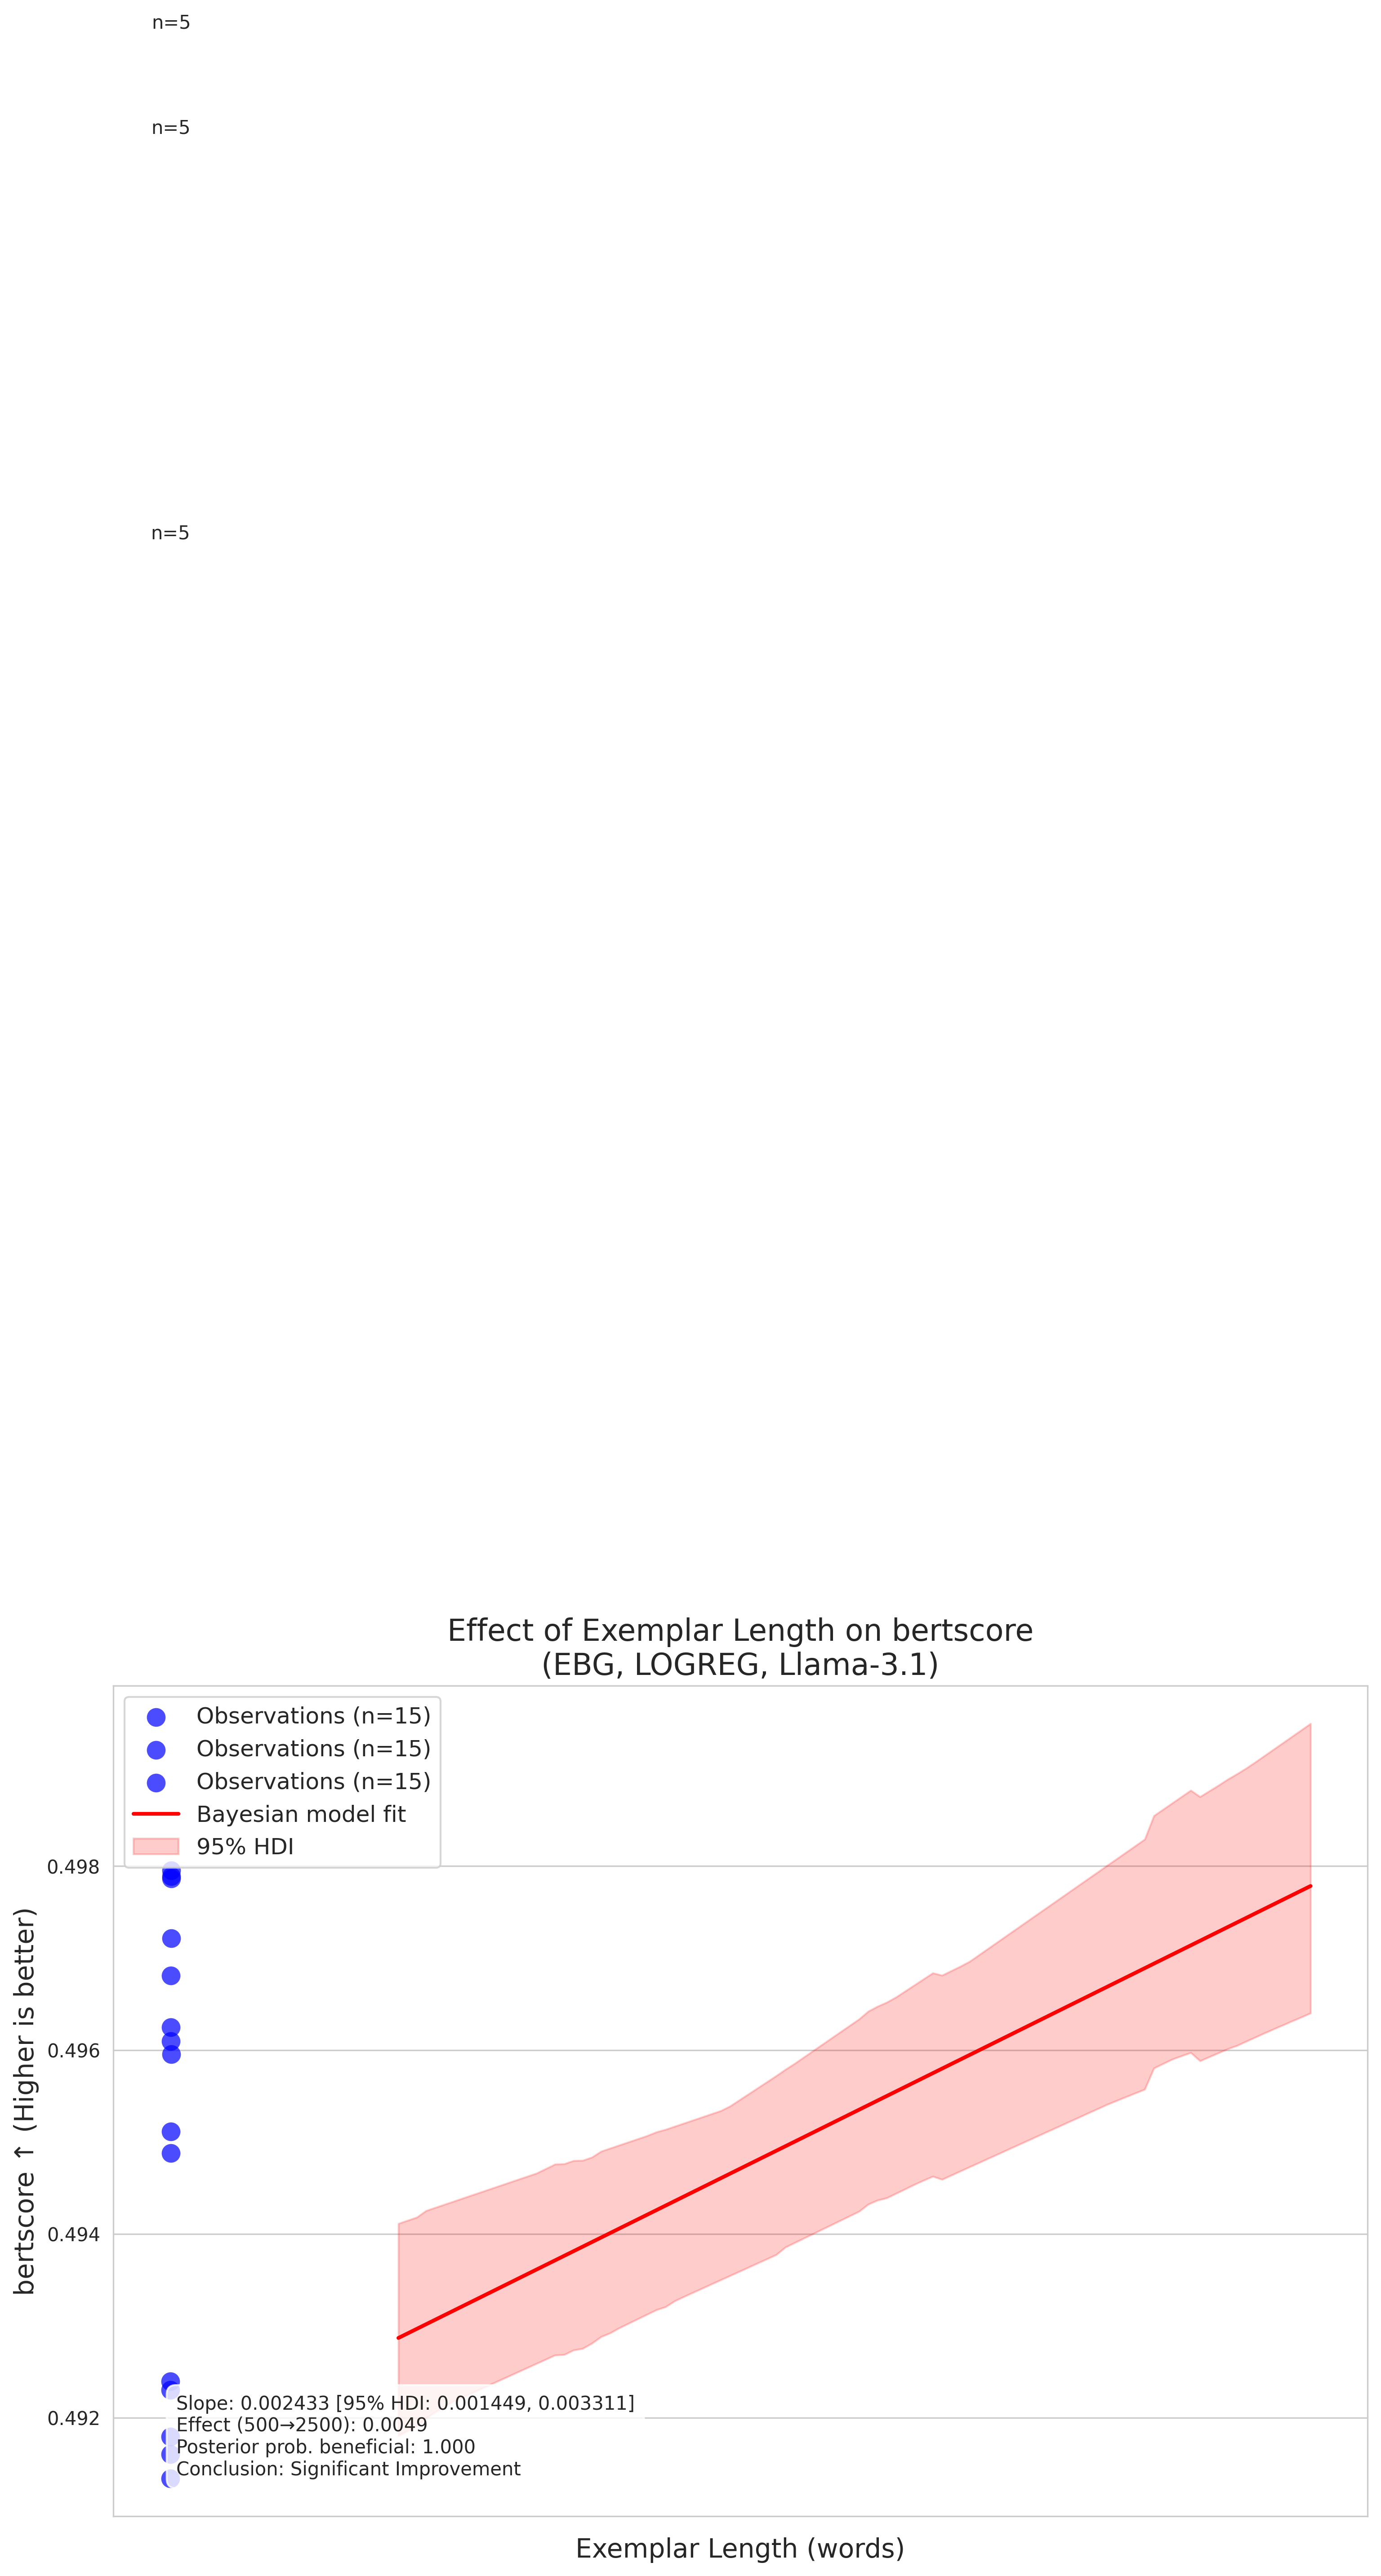 n=5
n=5
n=5
Effect of Exemplar Length on bertscore
(EBG, LOGREG, Llama-3.1)
Observations (n=15)
Observations (n=15)
Observations (n=15)
Bayesian model fit
95% HDI
0.498
0.496
0.494
0.492
bertscore ↑ (Higher is better)
Slope: 0.002433 [95% HDI: 0.001449, 0.003311]
Effect (500→2500): 0.0049
Posterior prob. beneficial: 1.000
Conclusion: Significant Improvement
Exemplar Length (words)